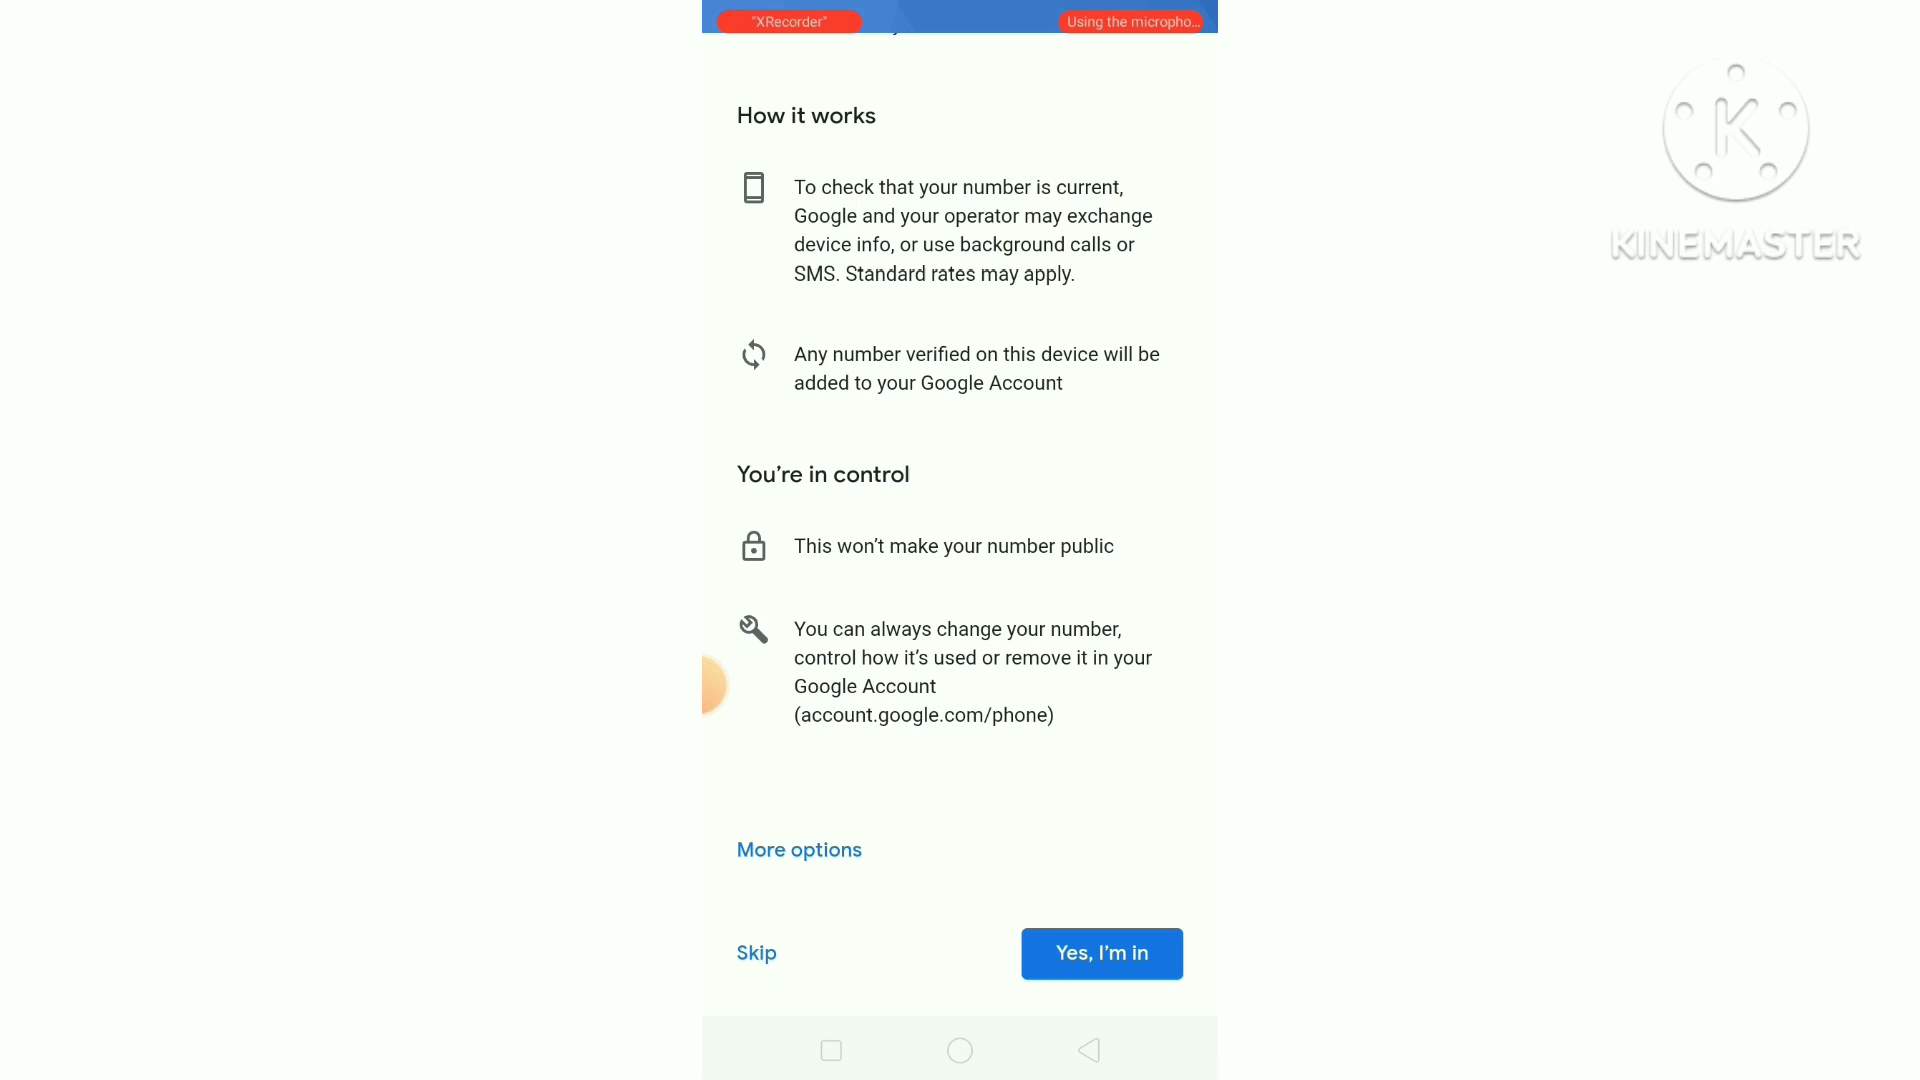 "XRecorder"
Using the micropho...
How it works
To check that your number is current,
Google and your operator may exchange
device info, or use background calls or
SMS. Standard rates may apply.
Any number verified on this device will be
added to your Google Account
You're in control
This won't make your number public
You can always change your number,
control how it's used or remove it in your
Google Account
(account.google.com/phone)
More options
Skip
Yes, I'm in
K
KINEMASTER